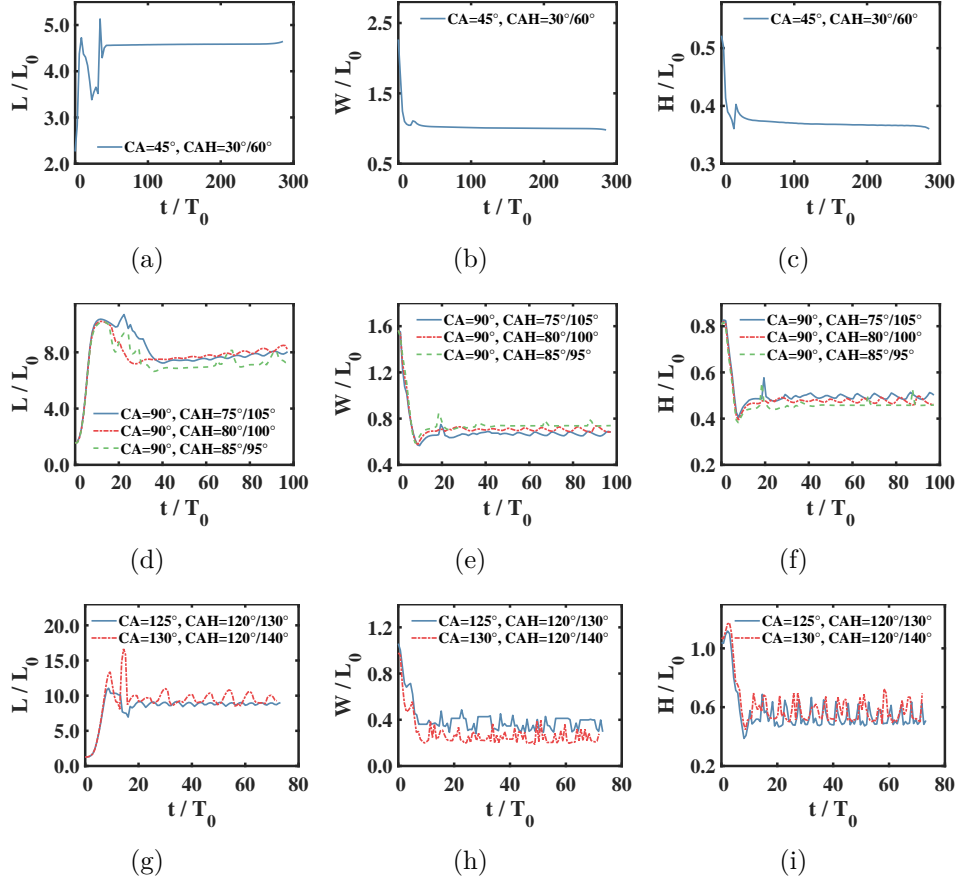 L / L0
5.0
4.0
3.0
2.0
0
100
200
300
CA=45°, CAH=30°/60°
t / T0
(a)
W / L0
2.5
1.5
0.5
0
100
200
300
CA=45°, CAH=30°/60°
t / T0
(b)
H / L0
0.5
0.4
0.3
0
100
200
300
CA=45°, CAH=30°/60°
t / T0
(c)
L / L0
8.0
4.0
0.0
0
20
40
60
80
100
CA=90°, CAH=75°/105°
CA=90°, CAH=80°/100°
CA=90°, CAH=85°/95°
t / T0
(d)
W / L0
1.6
1.2
0.8
0.4
0
20
40
60
80
100
CA=90°, CAH=75°/105°
CA=90°, CAH=80°/100°
CA=90°, CAH=85°/95°
t / T0
(e)
H / L0
0.8
0.6
0.4
0.2
0
20
40
60
80
100
CA=90°, CAH=75°/105°
CA=90°, CAH=80°/100°
CA=90°, CAH=85°/95°
t / T0
(f)
L / L0
20.0
15.0
10.0
5.0
0.0
0
20
40
60
80
CA=125°, CAH=120°/130°
CA=130°, CAH=120°/140°
t / T0
(g)
W / L0
1.2
0.8
0.4
0.0
0
20
40
60
80
CA=125°, CAH=120°/130°
CA=130°, CAH=120°/140°
t / T0
(h)
H / L0
1.0
0.6
0.2
0
20
40
60
80
CA=125°, CAH=120°/130°
CA=130°, CAH=120°/140°
t / T0
(i)